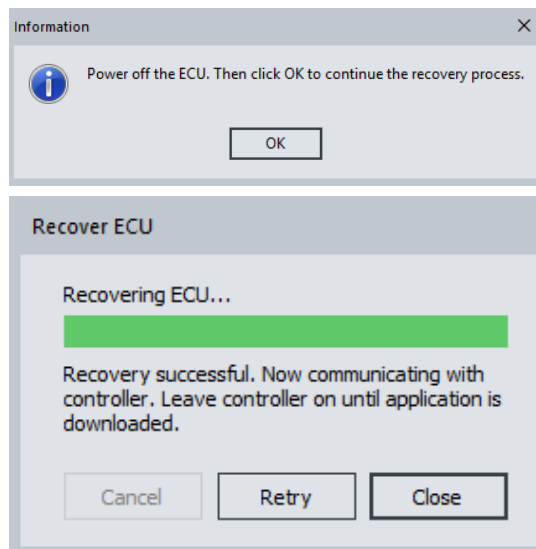 Information
Power off the ECU. Then click OK to continue the recovery process.
OK
Recover ECU
Recovering ECU...
Recovery successful. Now communicating with
controller. Leave controller on until application is
downloaded.
Cancel
Retry
Close